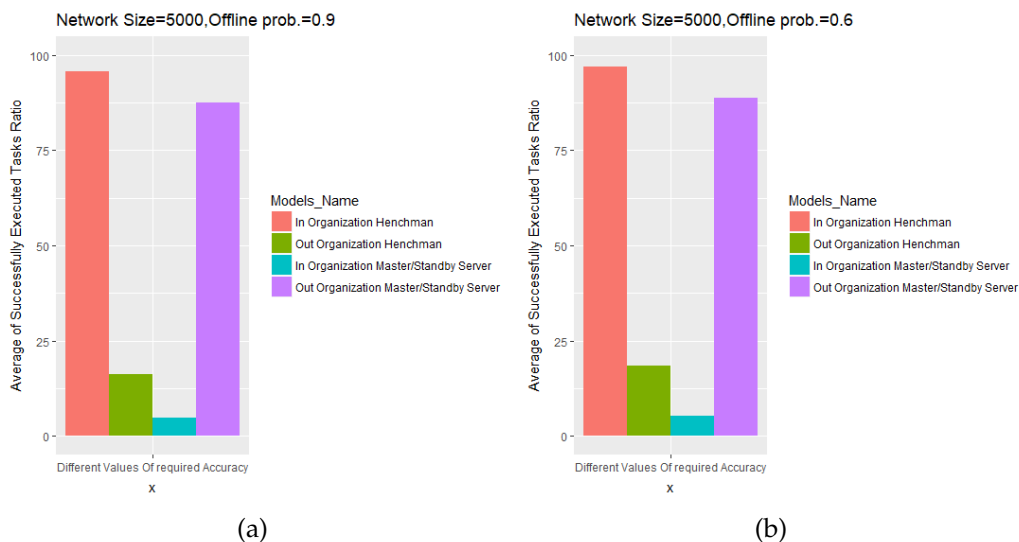 Network Size=5000,Offline prob.=0.9
Average of Successfully Executed Tasks Ratio
100
75
50
25
0
Different Values Of required Accuracy
x
Models_Name
In Organization Henchman
Out Organization Henchman
In Organization Master/Standby Server
Out Organization Master/Standby Server
(a)
Network Size=5000,Offline prob.=0.6
Average of Successfully Executed Tasks Ratio
100
75
50
25
0
Different Values Of required Accuracy
x
Models_Name
In Organization Henchman
Out Organization Henchman
In Organization Master/Standby Server
Out Organization Master/Standby Server
(b)